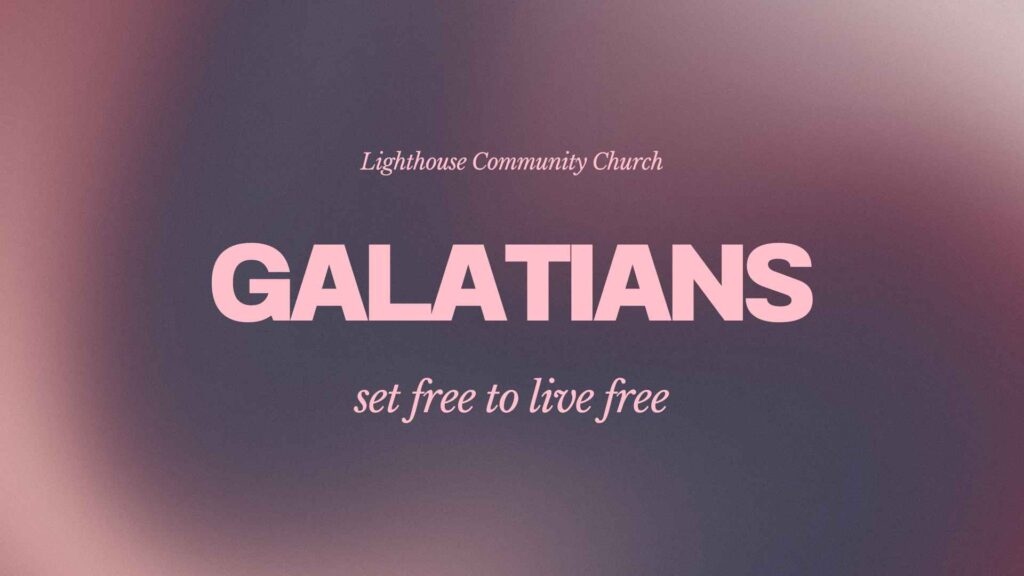 Lighthouse Community Church
GALATIANS
set free to live free